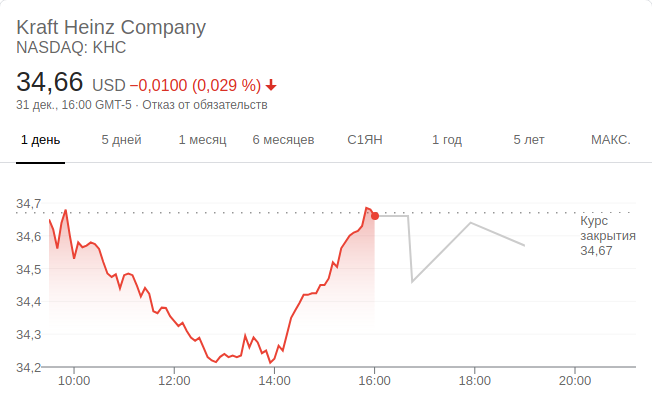 Kraft Heinz Company
NASDAQ: KHC
34,66 USD −0,0100 (0,029 %)
31 дек., 16:00 GMT-5 · Отказ от обязательств
1 день 5 дней 1 месяц 6 месяцев С1ЯН 1 год 5 лет МАКС.
34,7
34,6
34,5
34,4
34,3
34,2
Курс
закрытия
34,67
10:00 12:00 14:00 16:00 18:00 20:00